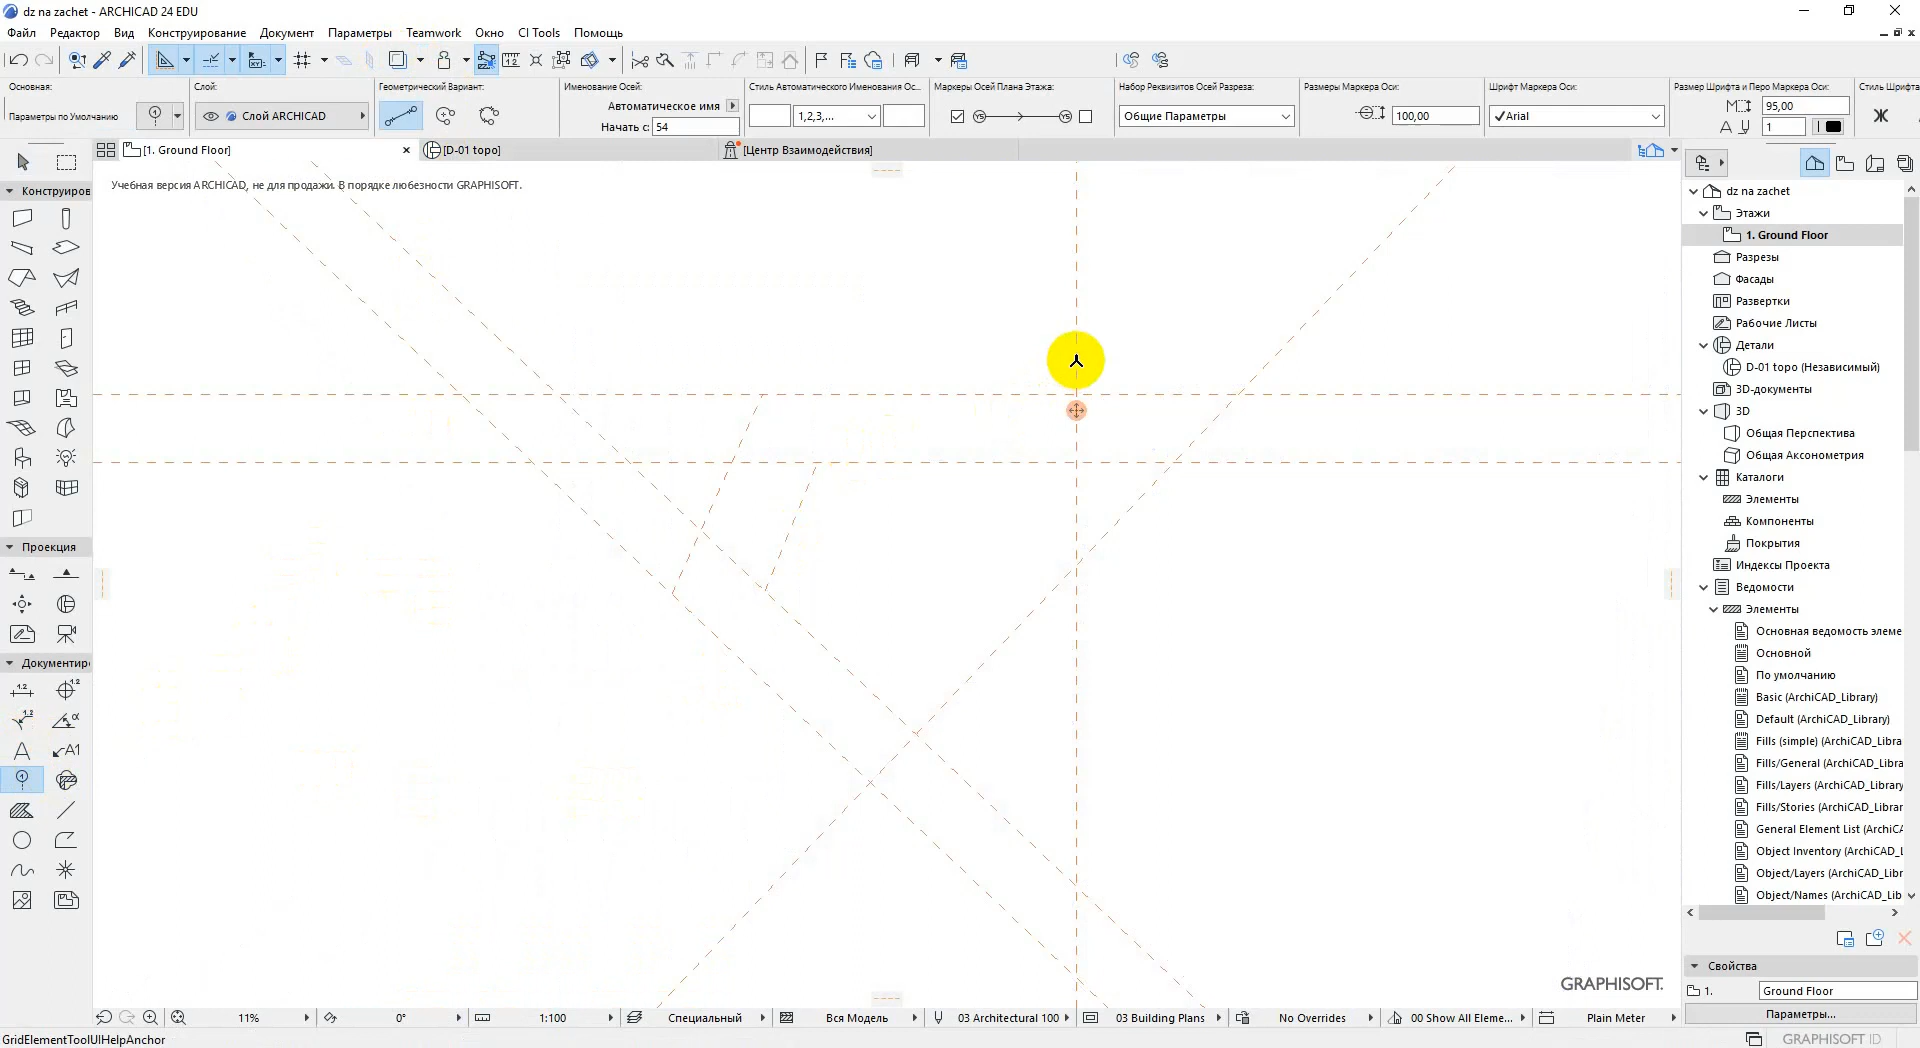 dz na zachet - ARCHICAD 24 EDU
Файл Редактор Вид Конструирование Документ Параметры Teamwork Окно CI Tools Помощь
Основная: Слой: Геометрический Вариант: Именование Осей: Стиль Автоматического Именования Ос... Маркеры Осей Плана Этажа: Набор Реквизитов Осей Разреза: Размеры Маркера Оси: Шрифт Маркера Оси: Размер Шрифта и Перо Маркера Оси: Стиль Шрифта
Параметры по Умолчанию Слой ARCHICAD Автоматическое имя 1,2,3,... Общие Параметры 100,00 Arial 95,00
Начать с: 54 1 Ж
[1. Ground Floor] [D-01 topo] [Центр Взаимодействия]
Учебная версия ARCHICAD, не для продажи. В порядке любезности GRAPHISOFT.
Конструиров
Проекция
Документир
dz na zachet
Этажи
1. Ground Floor
Разрезы
Фасады
Развертки
Рабочие Листы
Детали
D-01 topo (Независимый)
3D-документы
3D
Общая Перспектива
Общая Аксонометрия
Каталоги
Элементы
Компоненты
Покрытия
Индексы Проекта
Ведомости
Элементы
Основная ведомость элеме
Основной
По умолчанию
Basic (ArchiCAD_Library)
Default (ArchiCAD_Library)
Fills (simple) (ArchiCAD_Libra
Fills/General (ArchiCAD_Libra
Fills/Layers (ArchiCAD_Library
Fills/Stories (ArchiCAD_Librar
General Element List (ArchiCA
Object Inventory (ArchiCAD_L
Object/Layers (ArchiCAD_Libr
Object/Names (ArchiCAD_Lib
Свойства
1. Ground Floor
Параметры...
GRAPHISOFT.
11% 0° 1:100 Специальный Вся Модель 03 Architectural 100 03 Building Plans No Overrides 00 Show All Eleme... Plain Meter
GridElementToolUIHelpAnchor
GRAPHISOFT ID